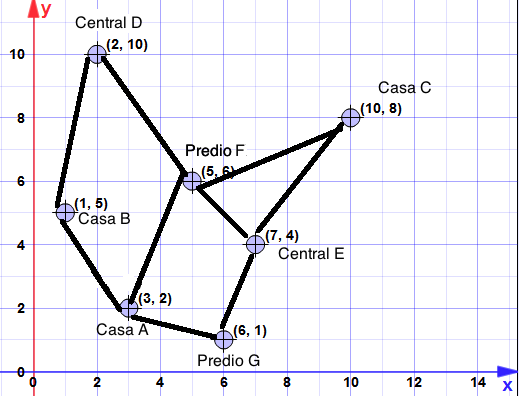 y
Central D
(2, 10)
10
Casa C
8
(10, 8)
Predio F
6
(5, 6)
(1, 5)
Casa B
(7, 4)
4
Central E
(3, 2)
2
Casa A
(6, 1)
Predio G
0
0 2 4 6 8 10 12 14
x